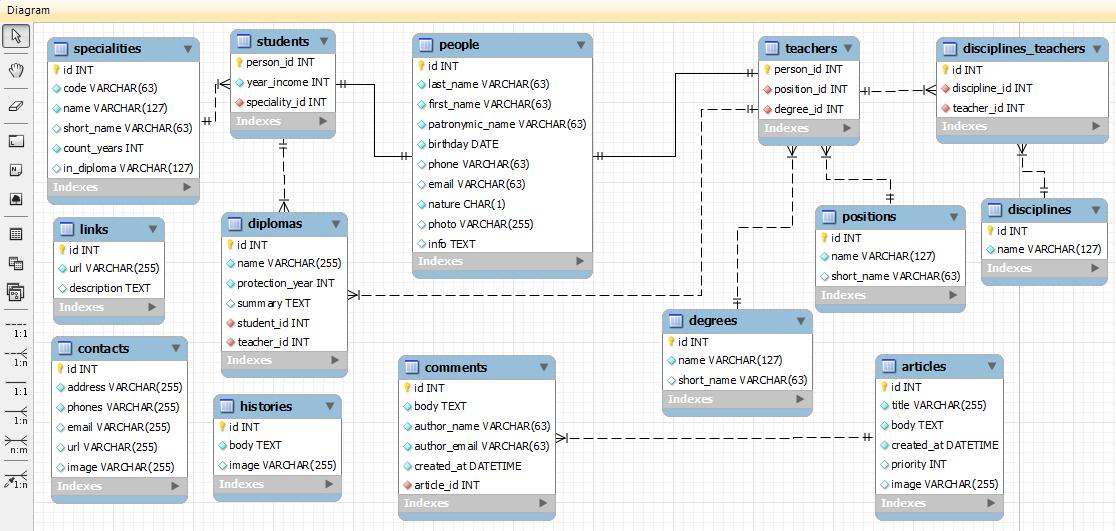 Diagram
specialities
id INT
code VARCHAR(63)
name VARCHAR(127)
short_name VARCHAR(63)
count_years INT
in_diploma VARCHAR(127)
Indexes
students
person_id INT
year_income INT
speciality_id INT
Indexes
people
id INT
last_name VARCHAR(63)
first_name VARCHAR(63)
patronymic_name VARCHAR(63)
birthday DATE
phone VARCHAR(63)
email VARCHAR(63)
nature CHAR(1)
photo VARCHAR(255)
info TEXT
Indexes
teachers
person_id INT
position_id INT
degree_id INT
Indexes
disciplines_teachers
id INT
discipline_id INT
teacher_id INT
Indexes
links
id INT
url VARCHAR(255)
description TEXT
Indexes
diplomas
id INT
name VARCHAR(255)
protection_year INT
summary TEXT
student_id INT
teacher_id INT
Indexes
positions
id INT
name VARCHAR(127)
short_name VARCHAR(63)
Indexes
disciplines
id INT
name VARCHAR(127)
Indexes
contacts
id INT
address VARCHAR(255)
phones VARCHAR(255)
email VARCHAR(255)
url VARCHAR(255)
image VARCHAR(255)
Indexes
histories
id INT
body TEXT
image VARCHAR(255)
Indexes
comments
id INT
body TEXT
author_name VARCHAR(63)
author_email VARCHAR(63)
created_at DATETIME
article_id INT
Indexes
degrees
id INT
name VARCHAR(127)
short_name VARCHAR(63)
Indexes
articles
id INT
title VARCHAR(255)
body TEXT
created_at DATETIME
priority INT
image VARCHAR(255)
Indexes
1:1
1:n
1:1
1:n
n:m
1:n